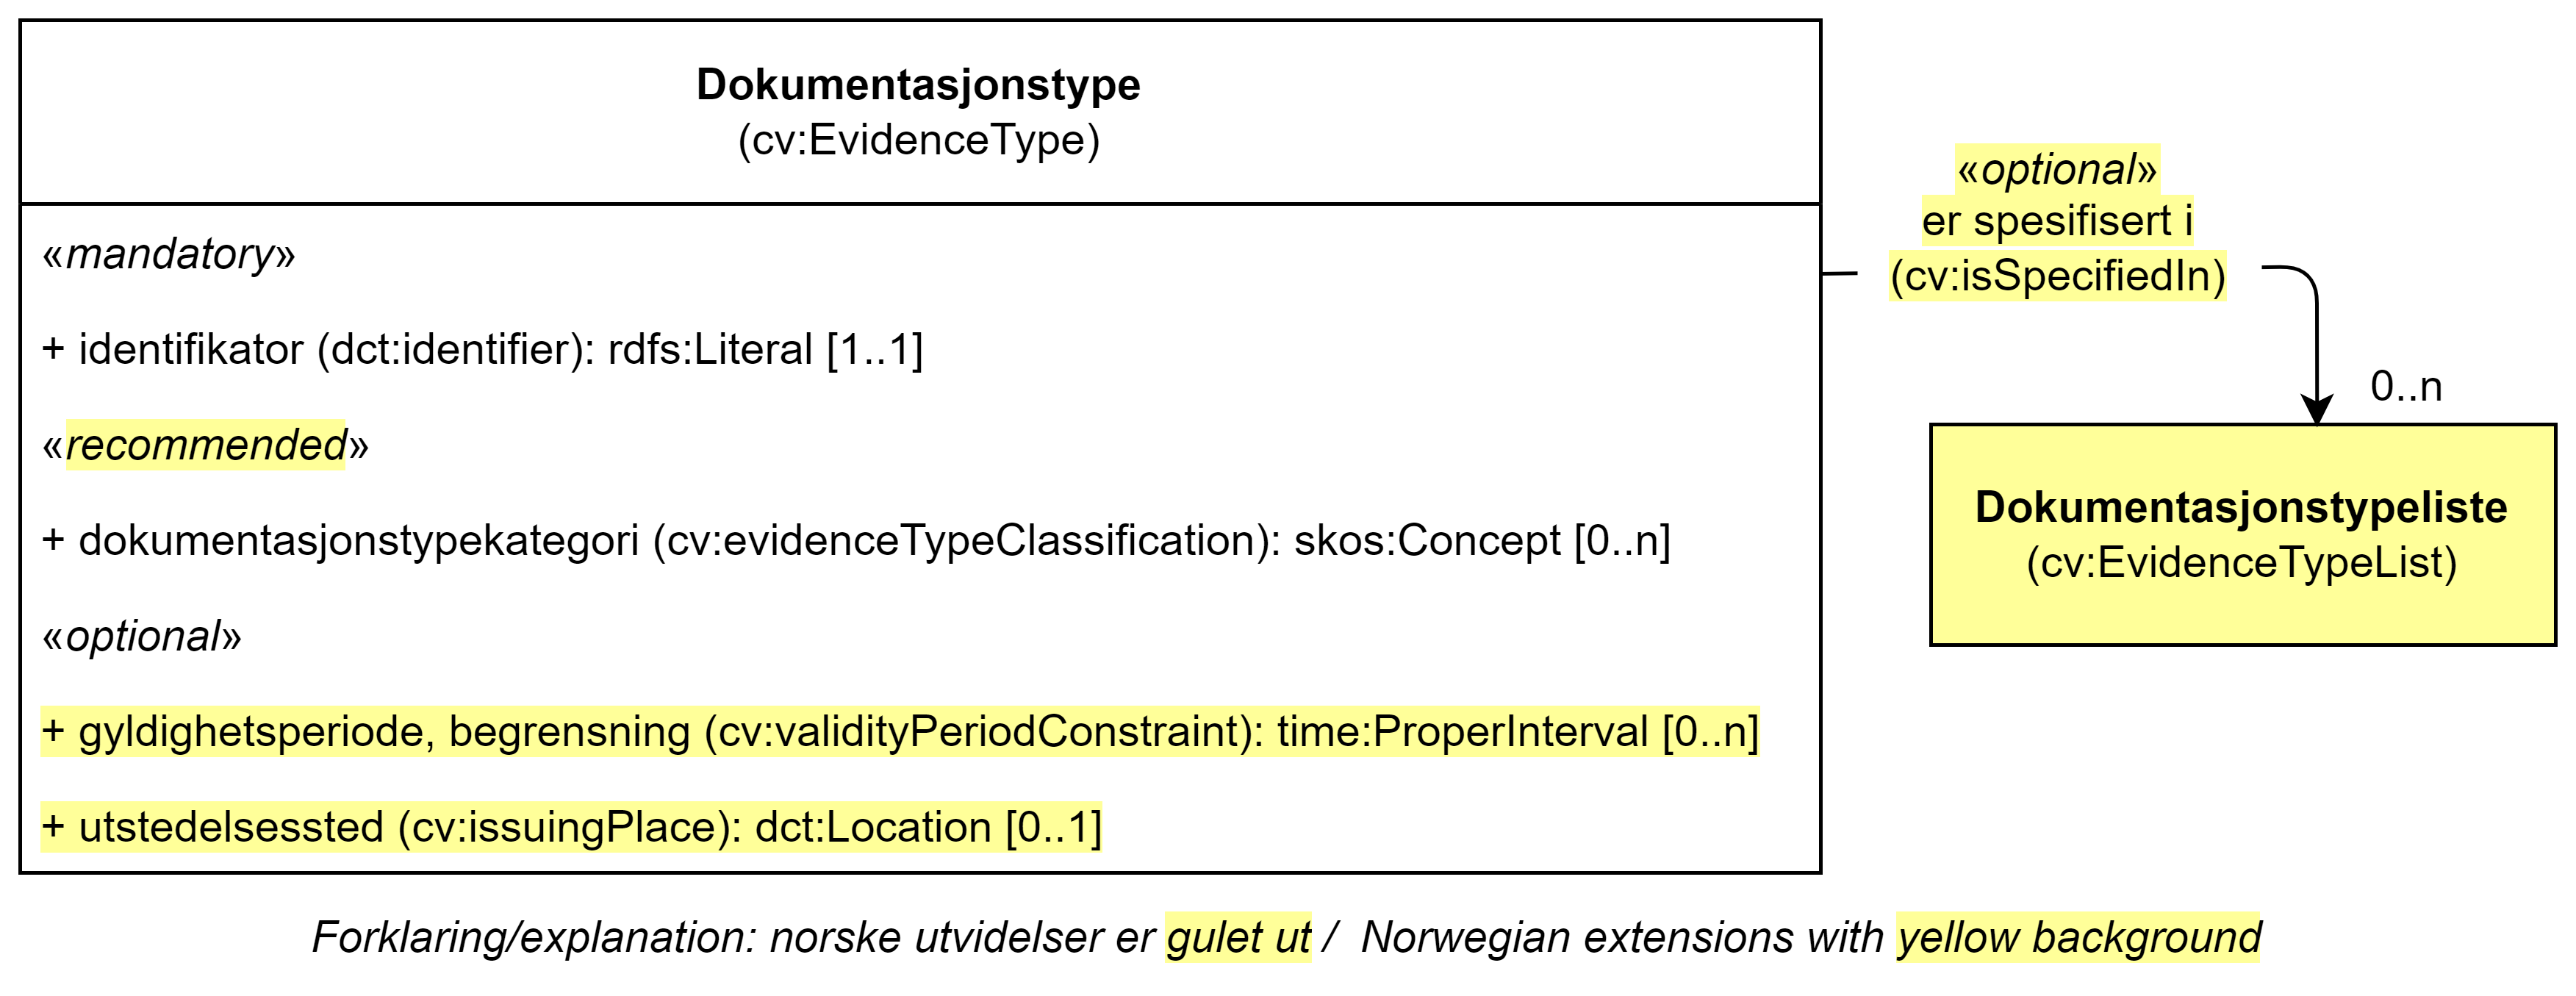 Dokumentasjonstype
(cv:EvidenceType)
«mandatory»
+ identifikator (dct:identifier): rdfs:Literal [1..1]
«recommended»
+ dokumentasjonstypekategori (cv:evidenceTypeClassification): skos:Concept [0..n]
«optional»
+ gyldighetsperiode, begrensning (cv:validityPeriodConstraint): time:ProperInterval [0..n]
+ utstedelsessted (cv:issuingPlace): dct:Location [0..1]
«optional»
er spesifisert i
(cv:isSpecifiedIn)
0..n
Dokumentasjonstypeliste
(cv:EvidenceTypeList)
Forklaring/explanation: norske utvidelser er gulet ut / Norwegian extensions with yellow background